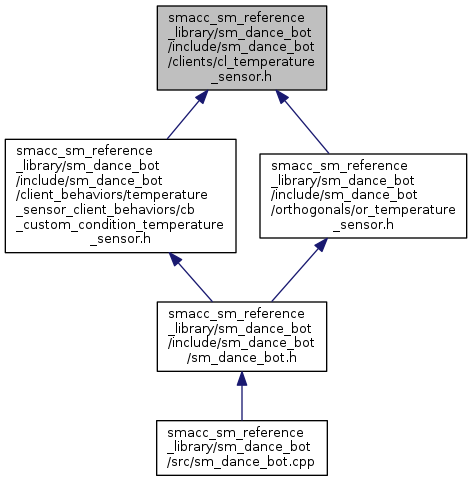 smacc_sm_reference
_library/sm_dance_bot
/include/sm_dance_bot
/clients/cl_temperature
_sensor.h
smacc_sm_reference
_library/sm_dance_bot
/include/sm_dance_bot
/client_behaviors/temperature
_sensor_client_behaviors/cb
_custom_condition_temperature
_sensor.h
smacc_sm_reference
_library/sm_dance_bot
/include/sm_dance_bot
/orthogonals/or_temperature
_sensor.h
smacc_sm_reference
_library/sm_dance_bot
/include/sm_dance_bot
/sm_dance_bot.h
smacc_sm_reference
_library/sm_dance_bot
/src/sm_dance_bot.cpp